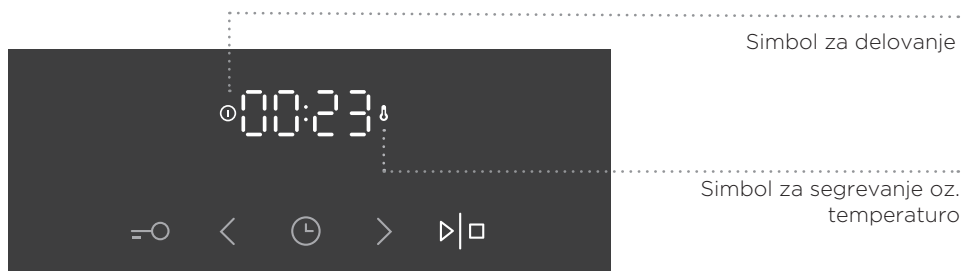 Simbol za delovanje
00:23
Simbol za segrevanje oz.
temperaturo